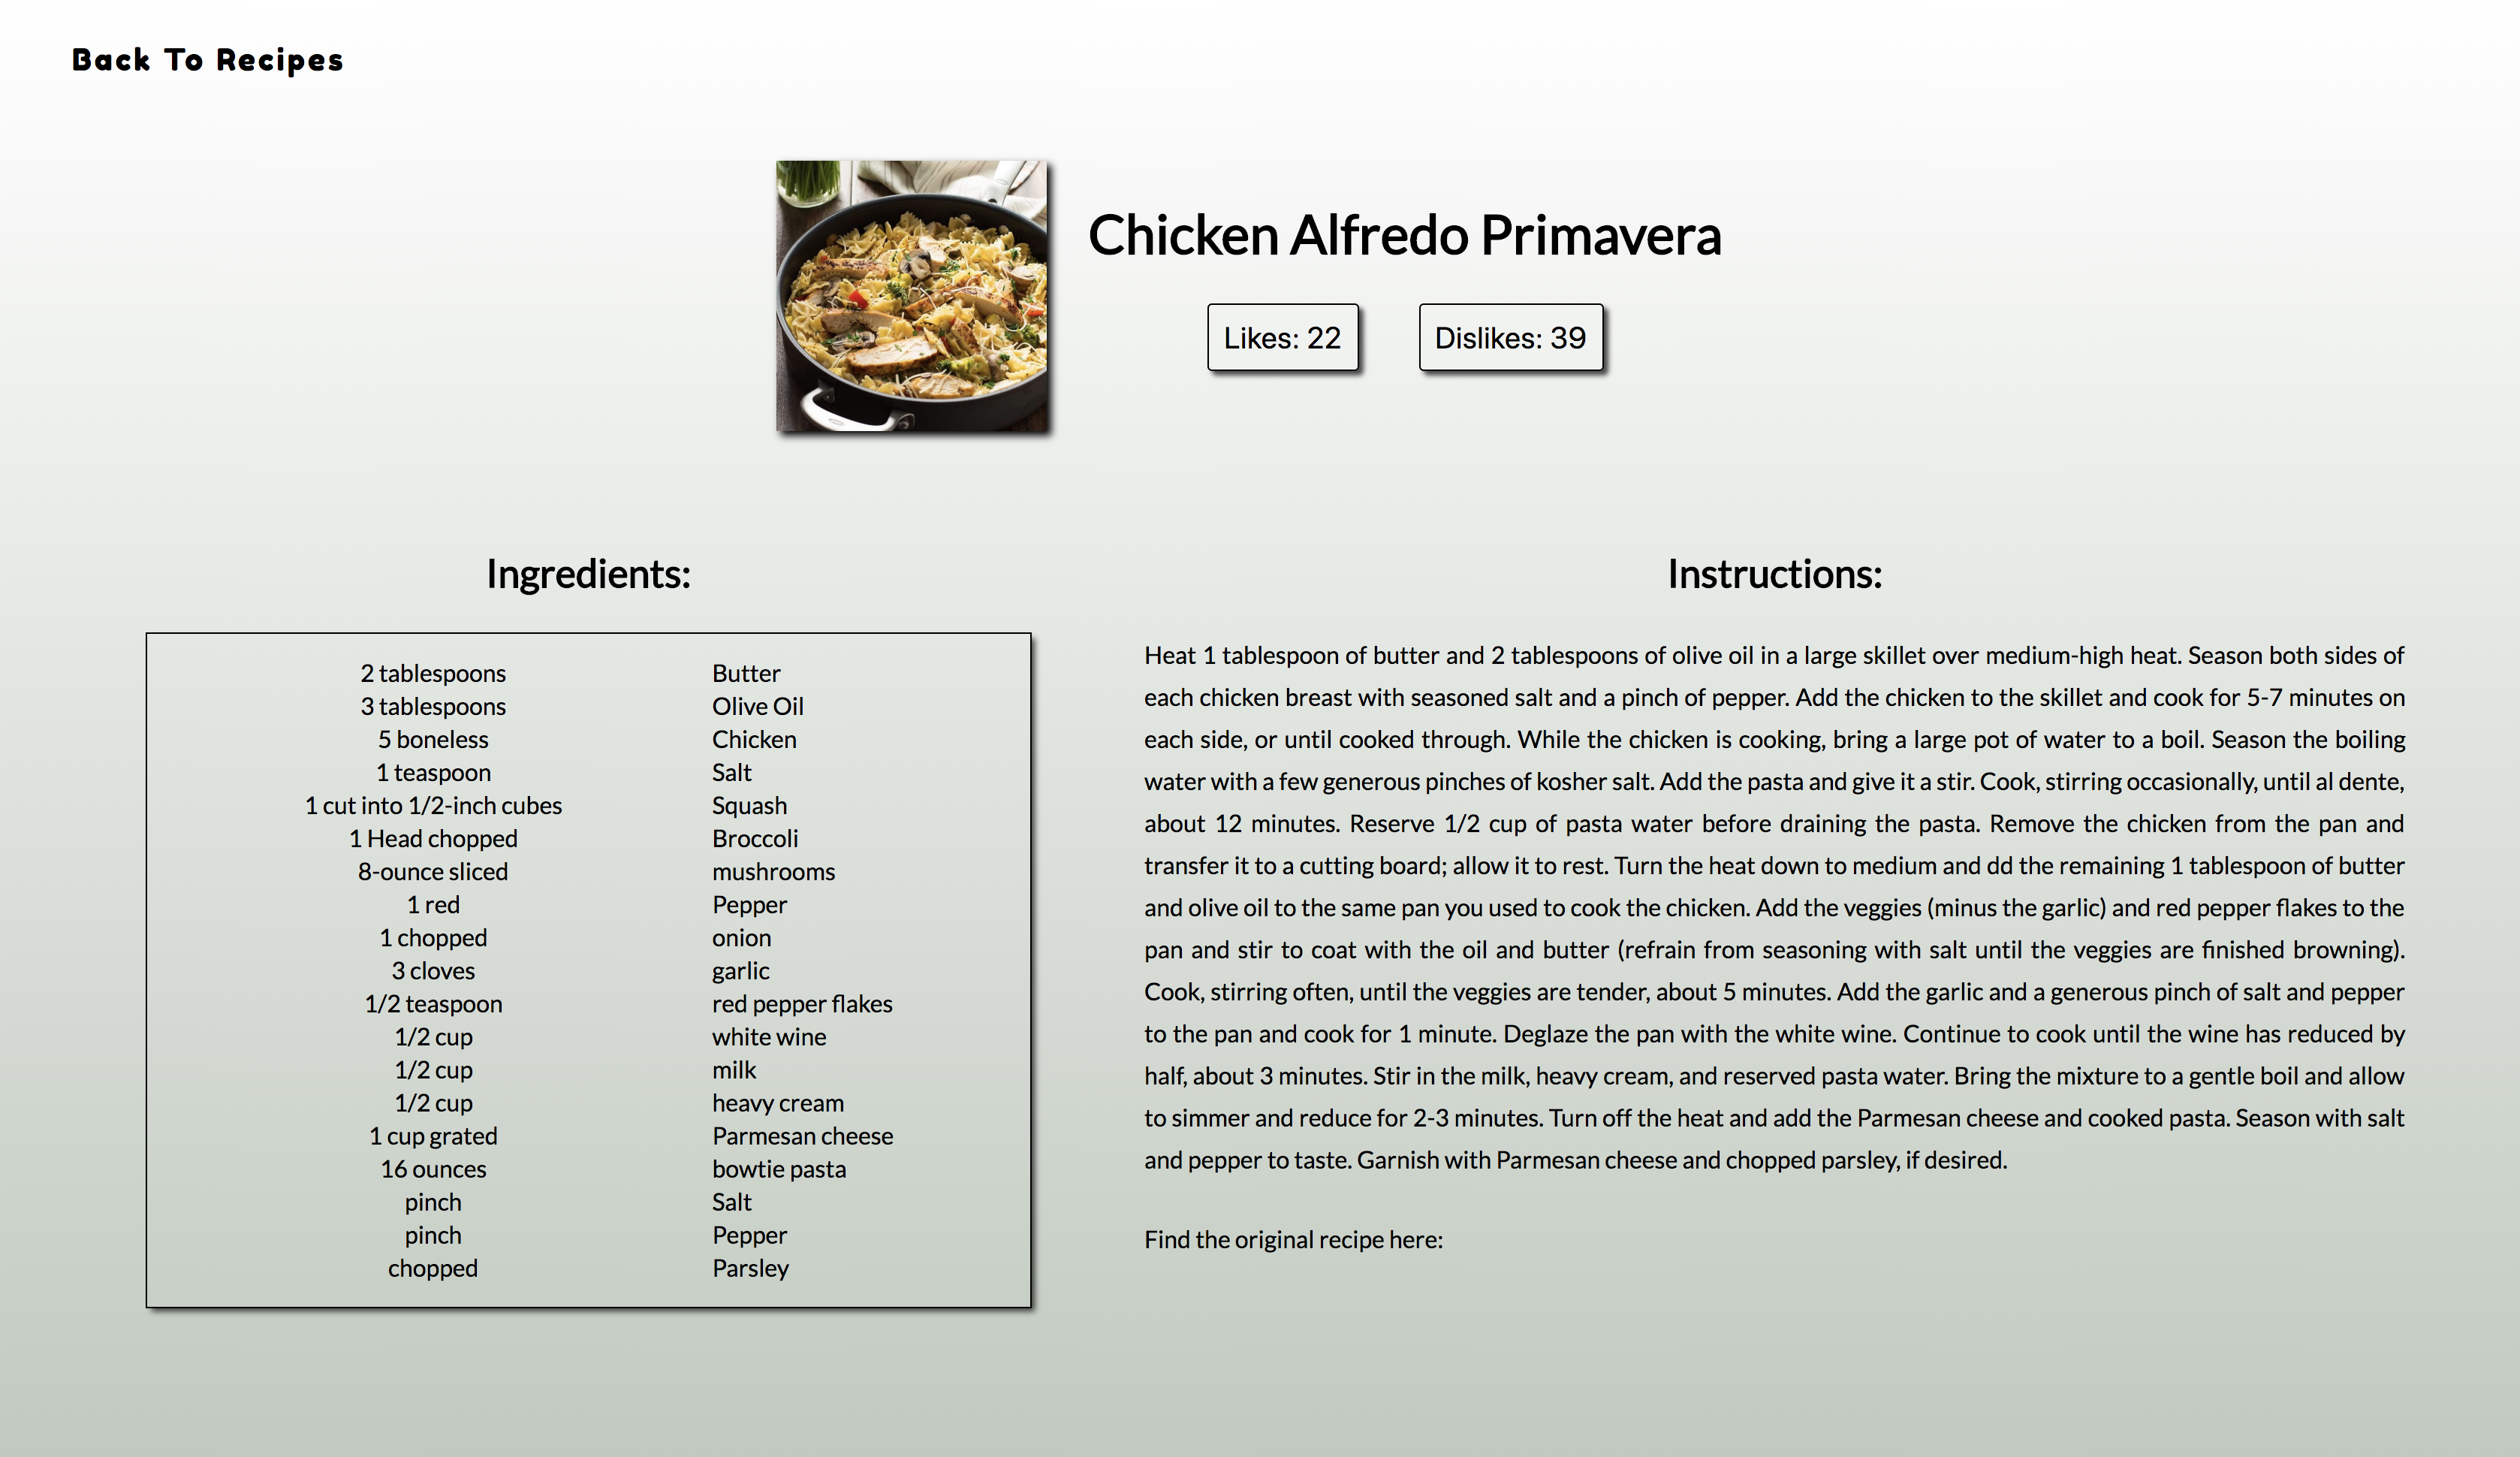 Back To Recipes
Chicken Alfredo Primavera
Likes: 22 Dislikes: 39
Ingredients:
2 tablespoons Butter
3 tablespoons Olive Oil
5 boneless Chicken
1 teaspoon Salt
1 cut into 1/2-inch cubes Squash
1 Head chopped Broccoli
8-ounce sliced mushrooms
1 red Pepper
1 chopped onion
3 cloves garlic
1/2 teaspoon red pepper flakes
1/2 cup white wine
1/2 cup milk
1/2 cup heavy cream
1 cup grated Parmesan cheese
16 ounces bowtie pasta
pinch Salt
pinch Pepper
chopped Parsley
Instructions:
Heat 1 tablespoon of butter and 2 tablespoons of olive oil in a large skillet over medium-high heat. Season both sides of
each chicken breast with seasoned salt and a pinch of pepper. Add the chicken to the skillet and cook for 5-7 minutes on
each side, or until cooked through. While the chicken is cooking, bring a large pot of water to a boil. Season the boiling
water with a few generous pinches of kosher salt. Add the pasta and give it a stir. Cook, stirring occasionally, until al dente,
about 12 minutes. Reserve 1/2 cup of pasta water before draining the pasta. Remove the chicken from the pan and
transfer it to a cutting board; allow it to rest. Turn the heat down to medium and dd the remaining 1 tablespoon of butter
and olive oil to the same pan you used to cook the chicken. Add the veggies (minus the garlic) and red pepper flakes to the
pan and stir to coat with the oil and butter (refrain from seasoning with salt until the veggies are finished browning).
Cook, stirring often, until the veggies are tender, about 5 minutes. Add the garlic and a generous pinch of salt and pepper
to the pan and cook for 1 minute. Deglaze the pan with the white wine. Continue to cook until the wine has reduced by
half, about 3 minutes. Stir in the milk, heavy cream, and reserved pasta water. Bring the mixture to a gentle boil and allow
to simmer and reduce for 2-3 minutes. Turn off the heat and add the Parmesan cheese and cooked pasta. Season with salt
and pepper to taste. Garnish with Parmesan cheese and chopped parsley, if desired.
Find the original recipe here: